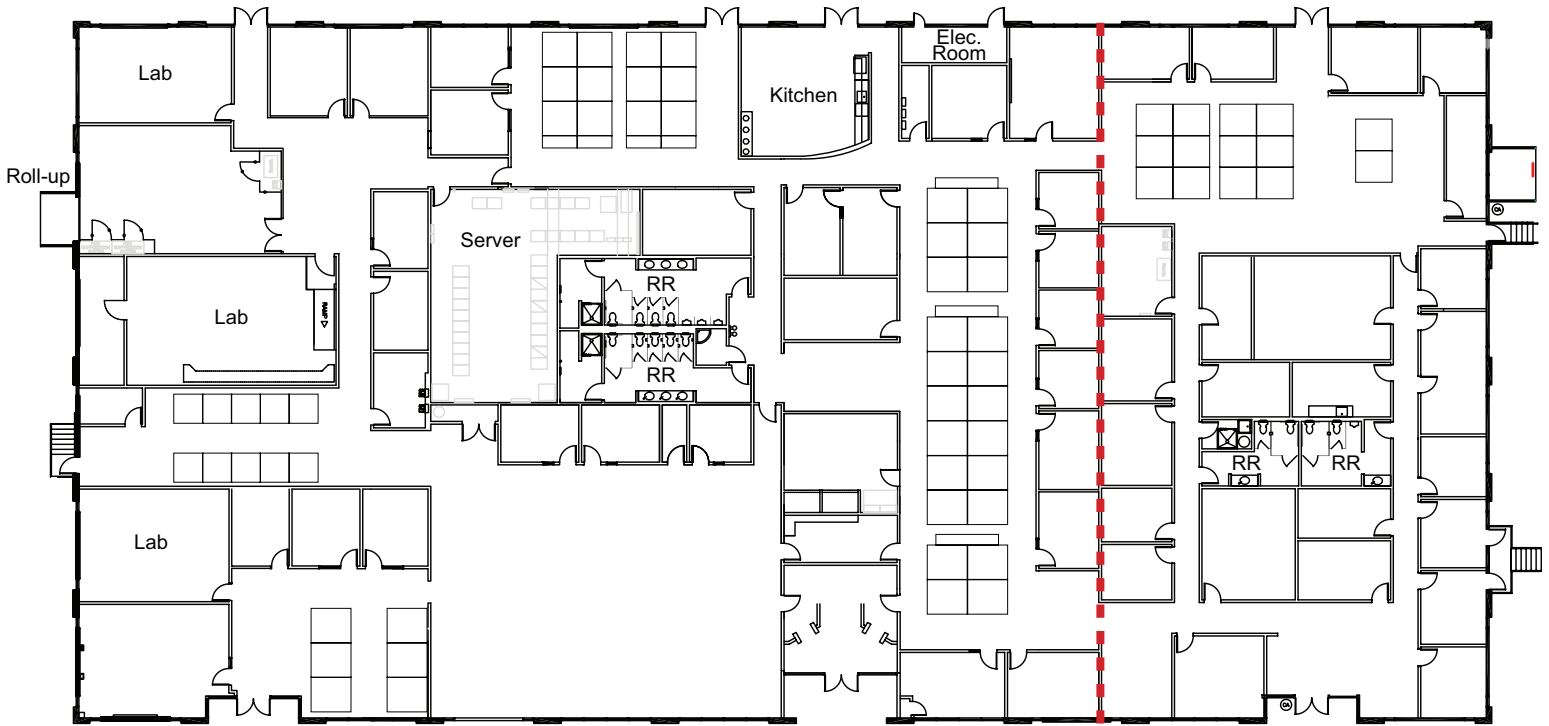 Elec.
Room
Lab
Kitchen
Roll-up
Server
RR
Lab
RAMP
RR
RR
RR
Lab